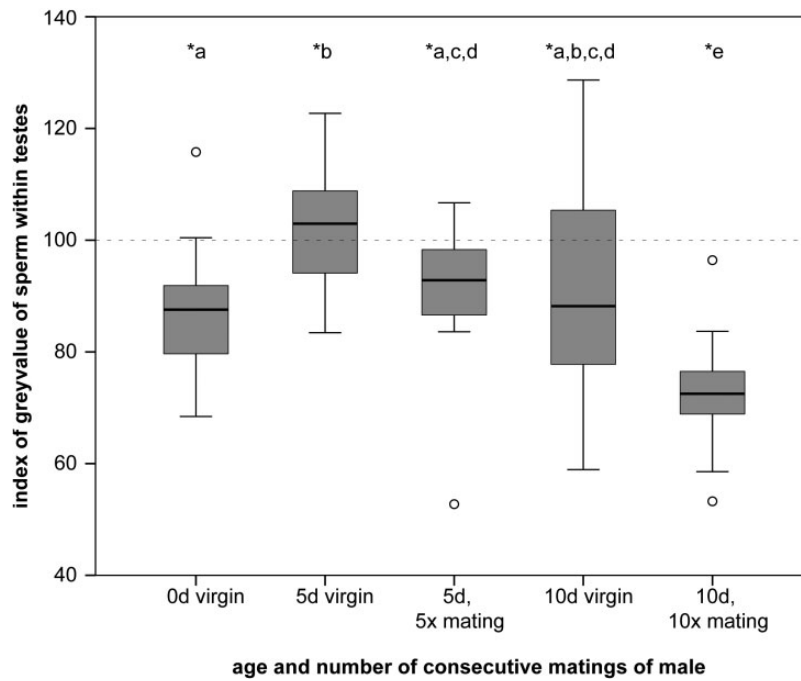 index of greyvalue of sperm within testes
140
120
100
80
60
40
*a
*b
*a,c,d
*a,b,c,d
*e
0d virgin
5d virgin
5d,
5x mating
10d virgin
10d,
10x mating
age and number of consecutive matings of male